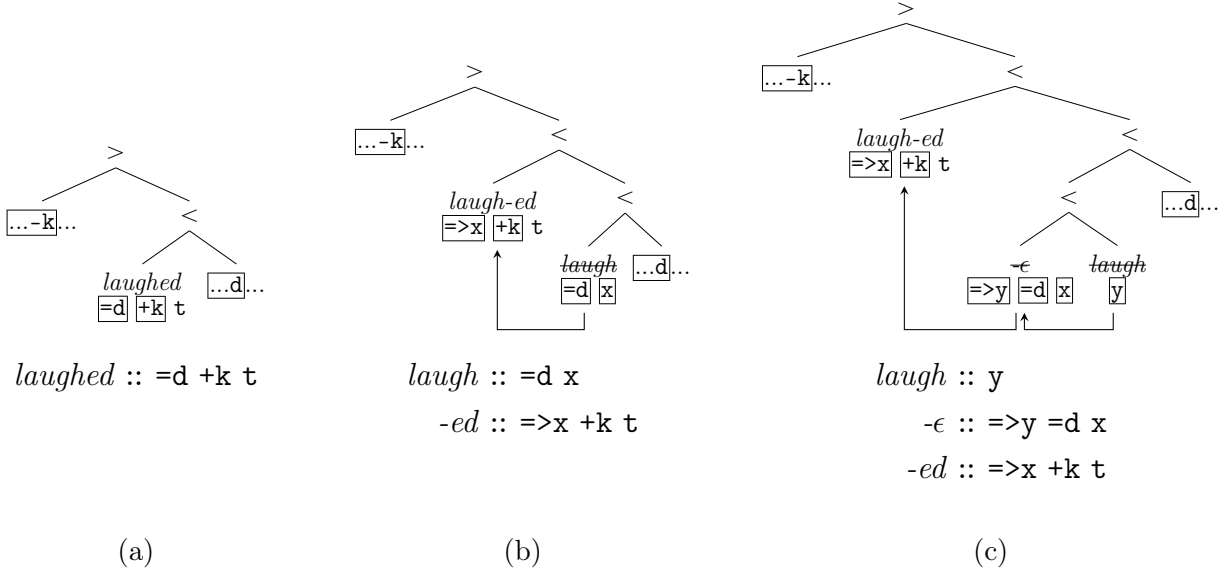 >
...-k...
<
laughed
=d +k t
...d...
laughed :: =d +k t
(a)
>
...-k...
<
laugh-ed
=>x +k t
<
laugh
=d x
...d...
laugh :: =d x
-ed :: =>x +k t
(b)
>
...-k...
<
laugh-ed
=>x +k t
<
<
...d...
-ϵ
=>y =d x
laugh
y
laugh :: y
-ϵ :: =>y =d x
-ed :: =>x +k t
(c)